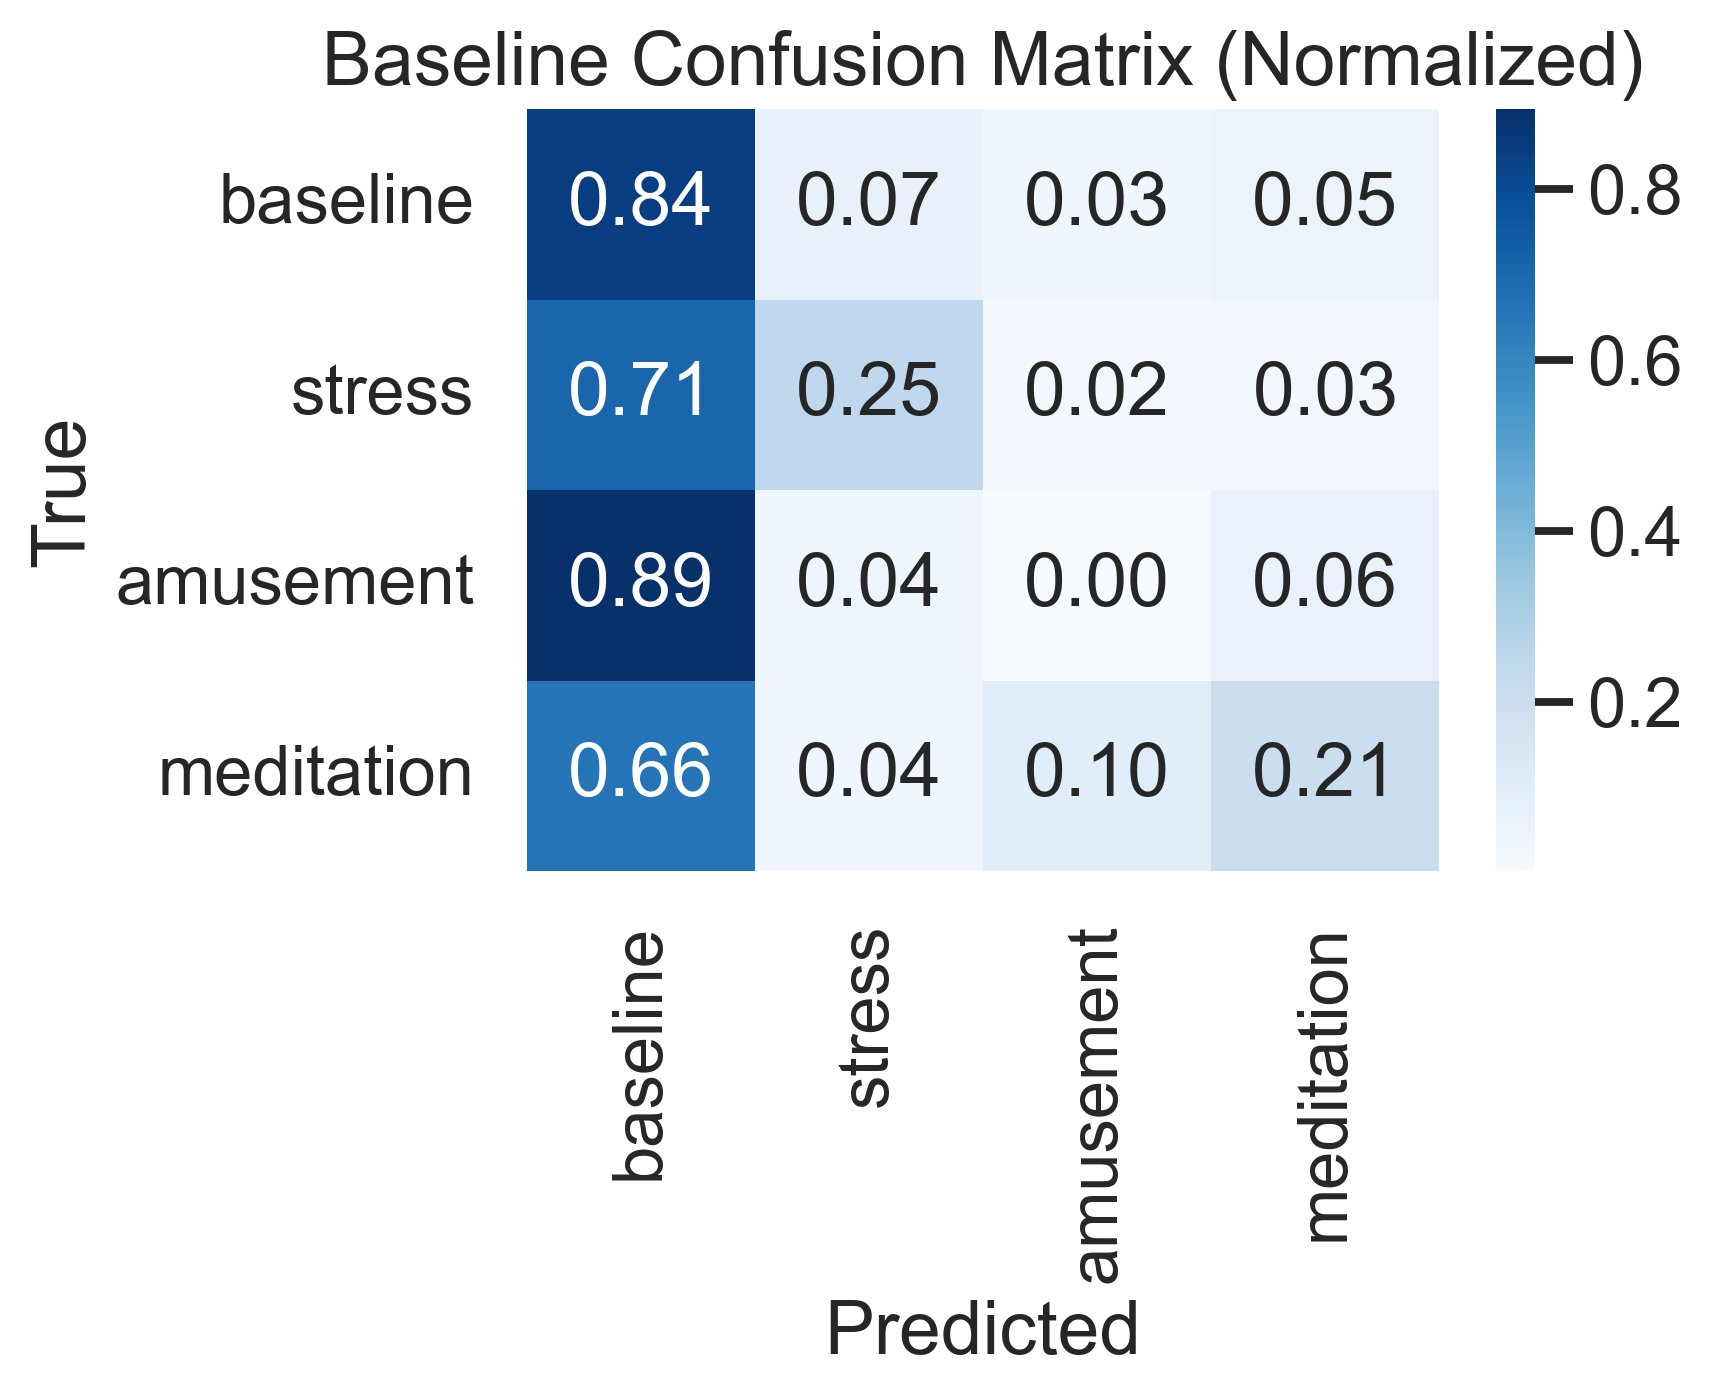 Baseline Confusion Matrix (Normalized)
True
baseline 0.84 0.07 0.03 0.05
stress 0.71 0.25 0.02 0.03
amusement 0.89 0.04 0.00 0.06
meditation 0.66 0.04 0.10 0.21
baseline stress amusement meditation
Predicted
0.8
0.6
0.4
0.2